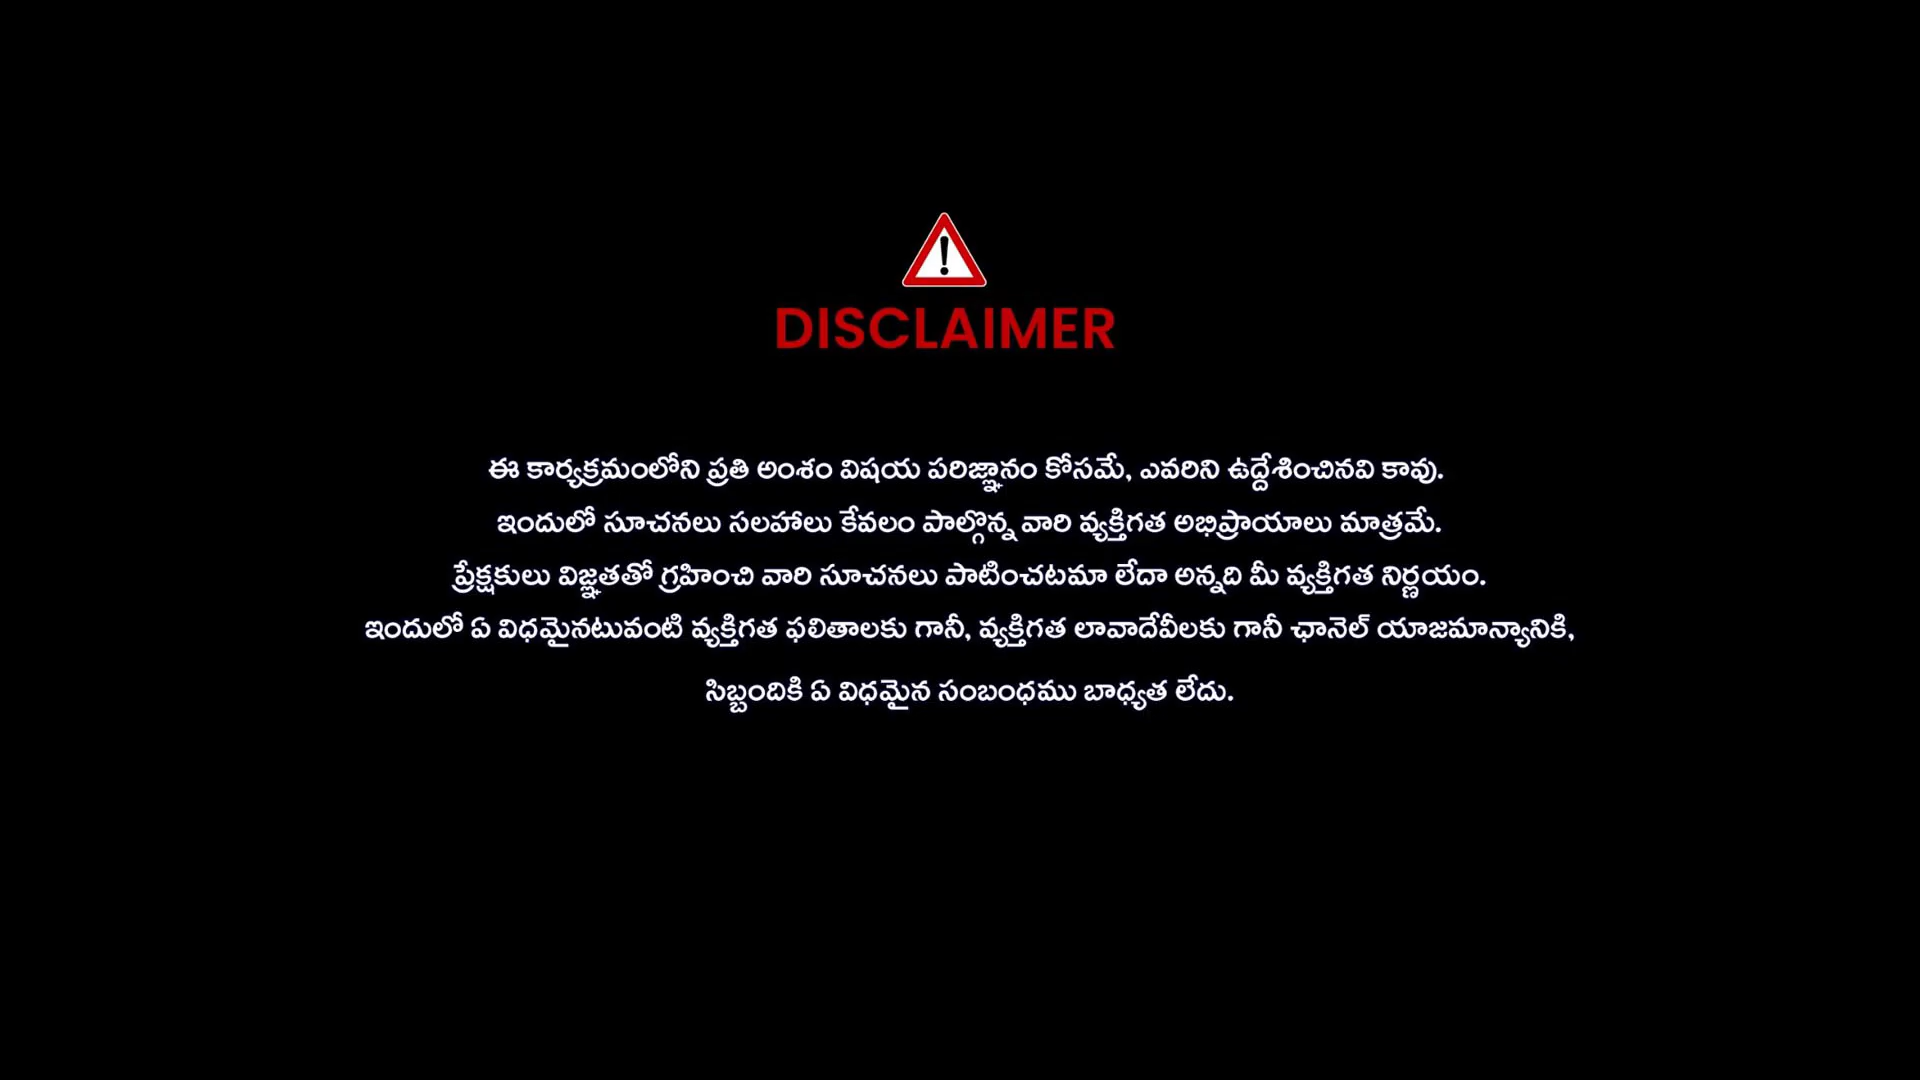 DISCLAIMER
ఈ కార్యక్రమంలోని ప్రతి అంశం విషయ పరిజ్ఞానం కోసమే, ఎవరిని ఉద్దేశించినవి కావు.
ఇందులో సూచనలు సలహాలు కేవలం పాల్గొన్న వారి వ్యక్తిగత అభిప్రాయాలు మాత్రమే.
ప్రేక్షకులు విజ్ఞతతో గ్రహించి వారి సూచనలు పాటించటమా లేదా అన్నది మీ వ్యక్తిగత నిర్ణయం.
ఇందులో ఏ విధమైనటువంటి వ్యక్తిగత ఫలితాలకు గానీ, వ్యక్తిగత లావాదేవీలకు గానీ ఛానెల్ యాజమాన్యానికి,
సిబ్బందికి ఏ విధమైన సంబంధము బాధ్యత లేదు.